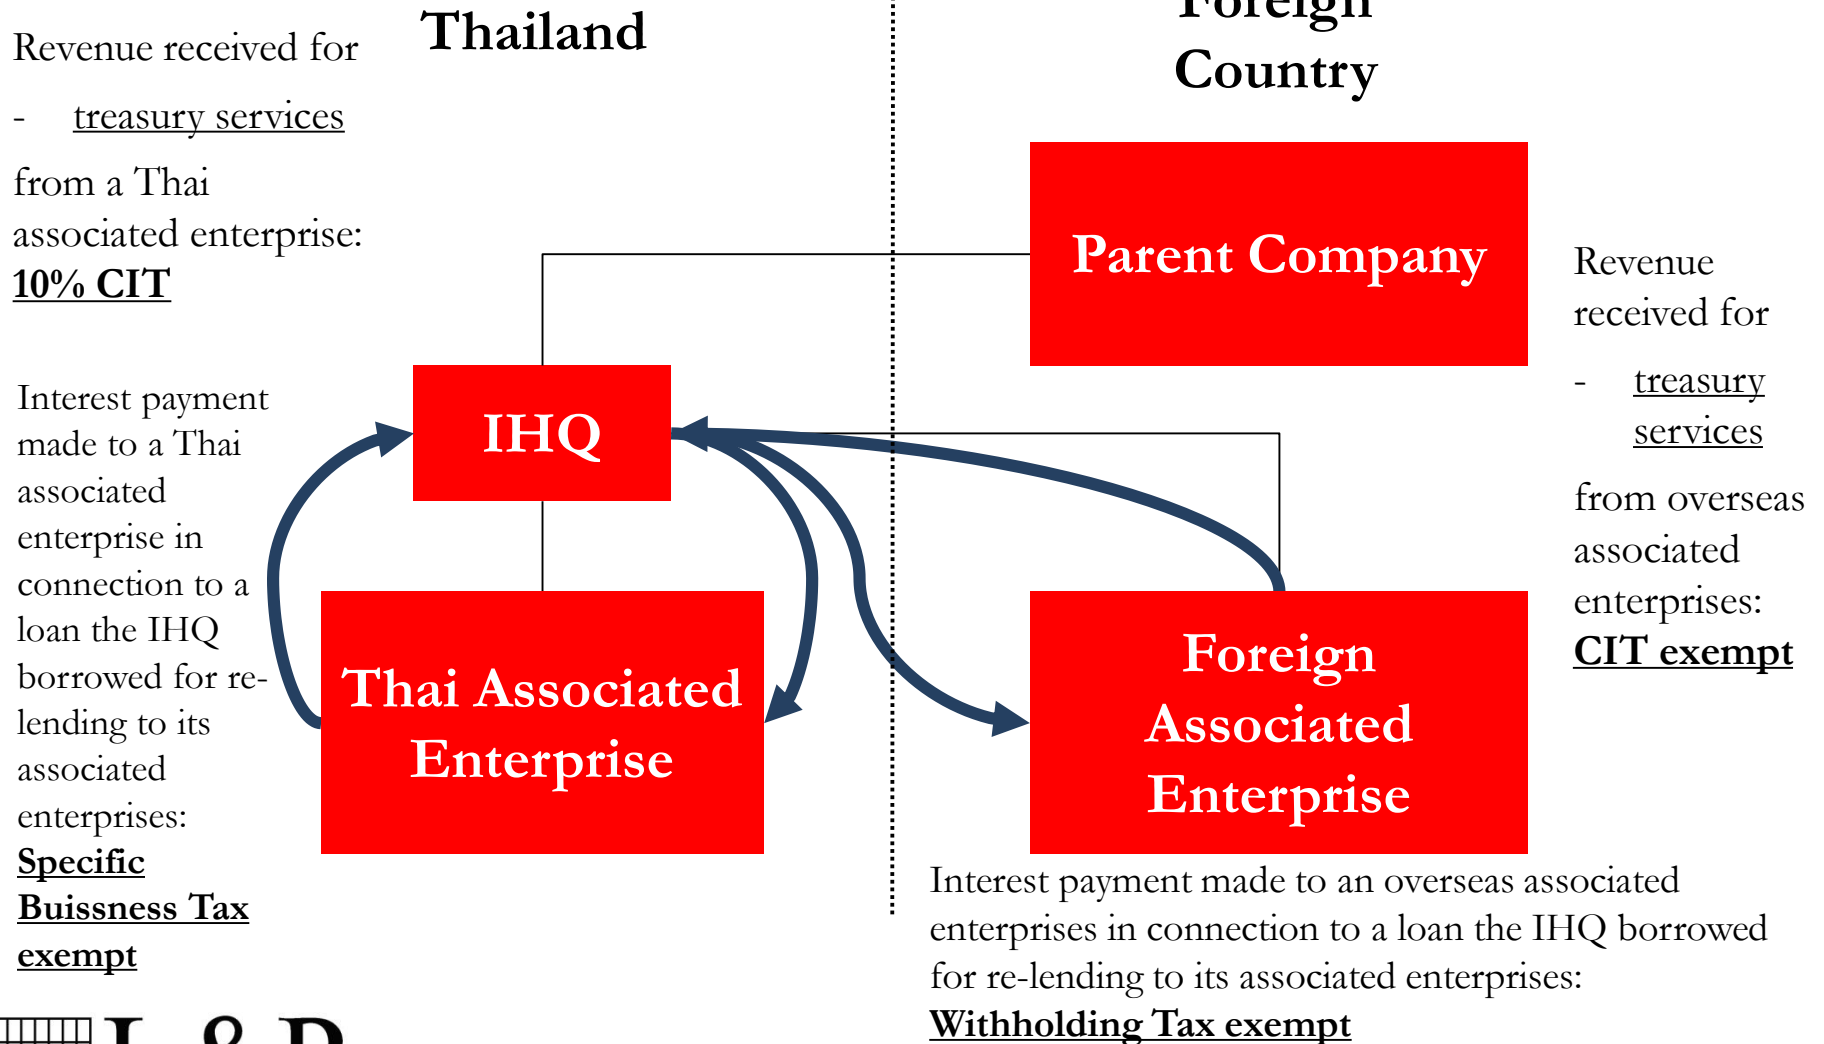 Thailand
Foreign
Country
Revenue received for
- treasury services
from a Thai
associated enterprise:
10% CIT
Parent Company
Revenue
received for
- treasury
services
from overseas
associated
enterprises:
CIT exempt
IHQ
Interest payment
made to a Thai
associated
enterprise in
connection to a
loan the IHQ
borrowed for re-
lending to its
associated
enterprises:
Specific
Buissness Tax
exempt
Thai Associated
Enterprise
Foreign
Associated
Enterprise
Interest payment made to an overseas associated
enterprises in connection to a loan the IHQ borrowed
for re-lending to its associated enterprises:
Withholding Tax exempt